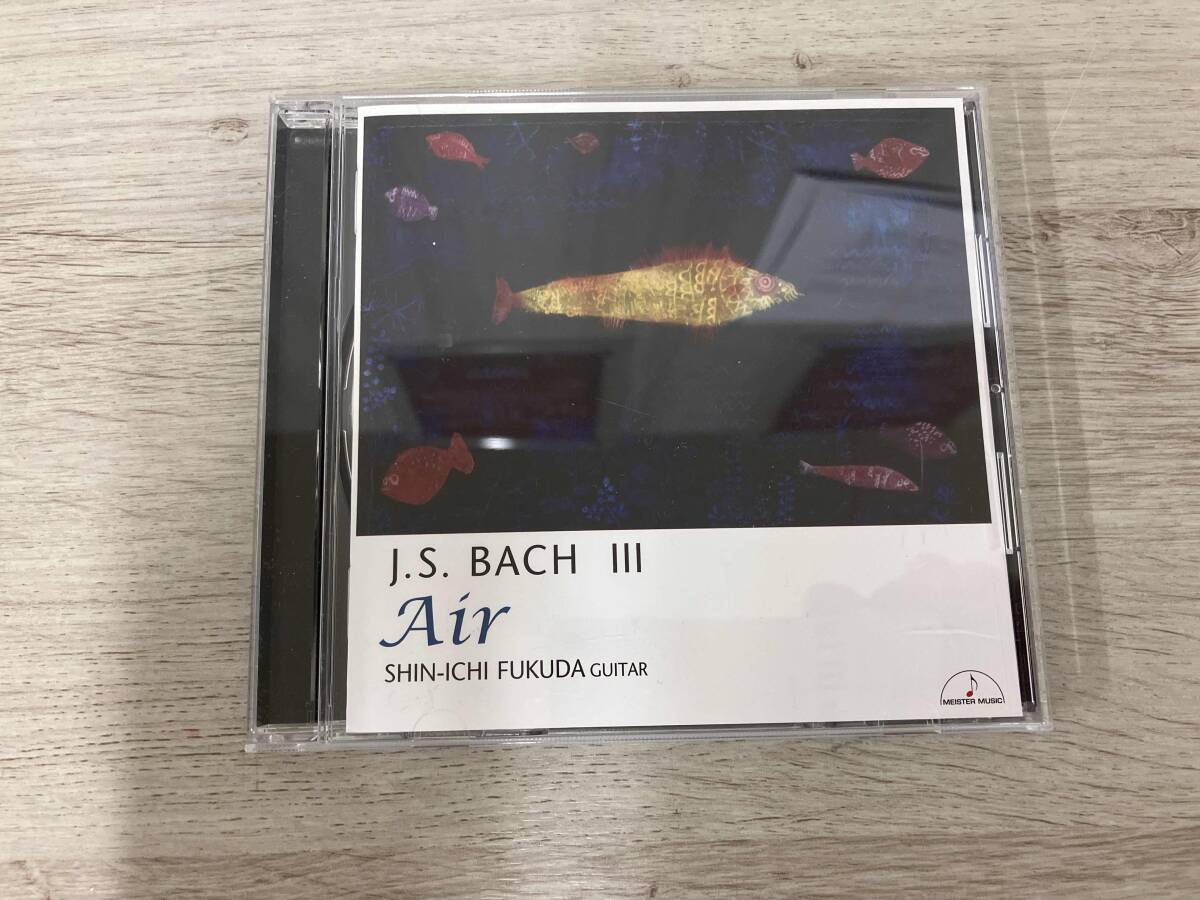 J.S. BACH III
Air
SHIN-ICHI FUKUDA GUITAR
MEISTER MUSIC